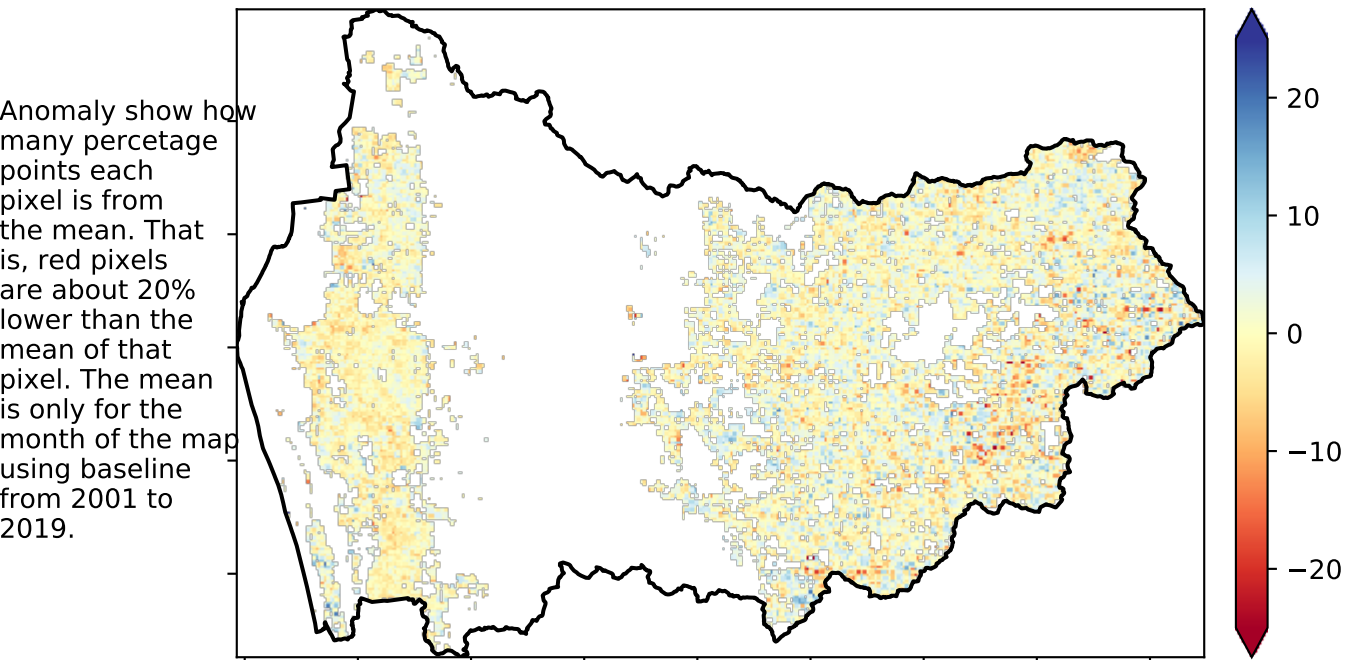 Anomaly show how
many percetage
points each
pixel is from
the mean. That
is, red pixels
are about 20%
lower than the
mean of that
pixel. The mean
is only for the
month of the map
using baseline
from 2001 to
2019.
20
10
0
−10
−20